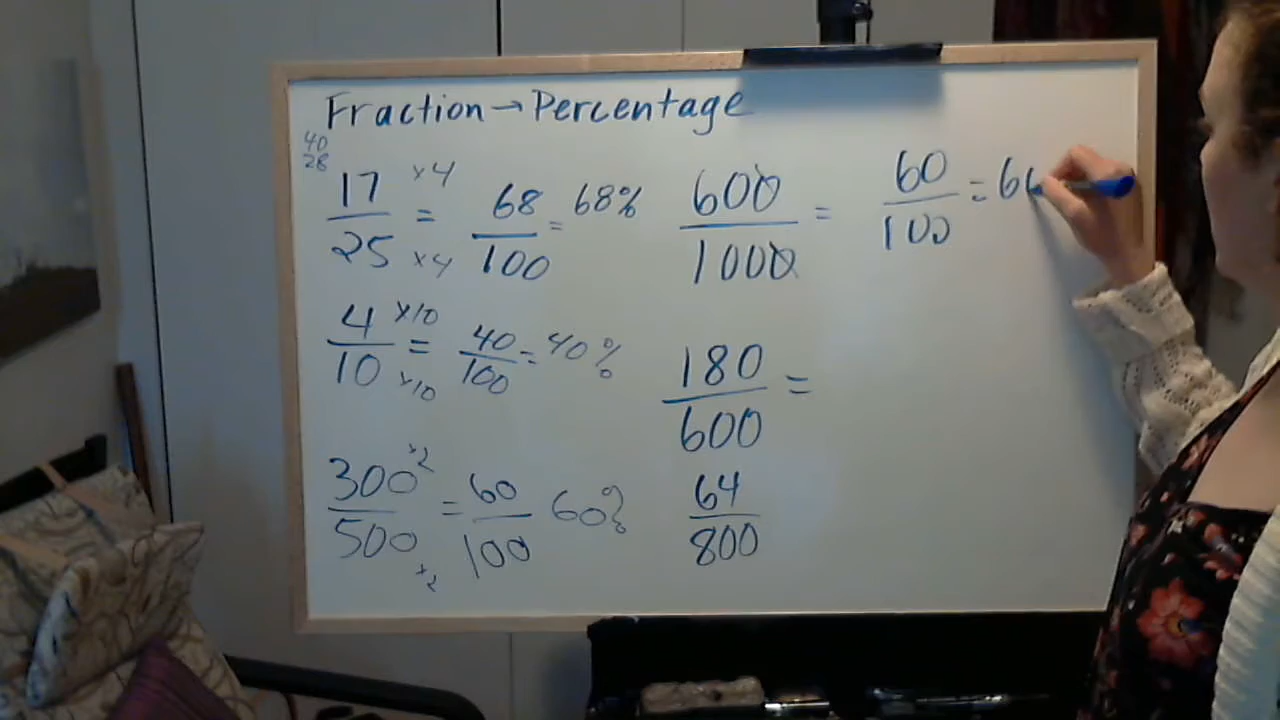 Fraction → Percentage
40
28
17/25 ×4 ×4 = 68/100 = 68%
4/10 ×10 ×10 = 40/100 = 40%
300/500 ×2 ×2 = 60/100 60%
600/1000 = 60/100 = 60
180/600 =
64/800